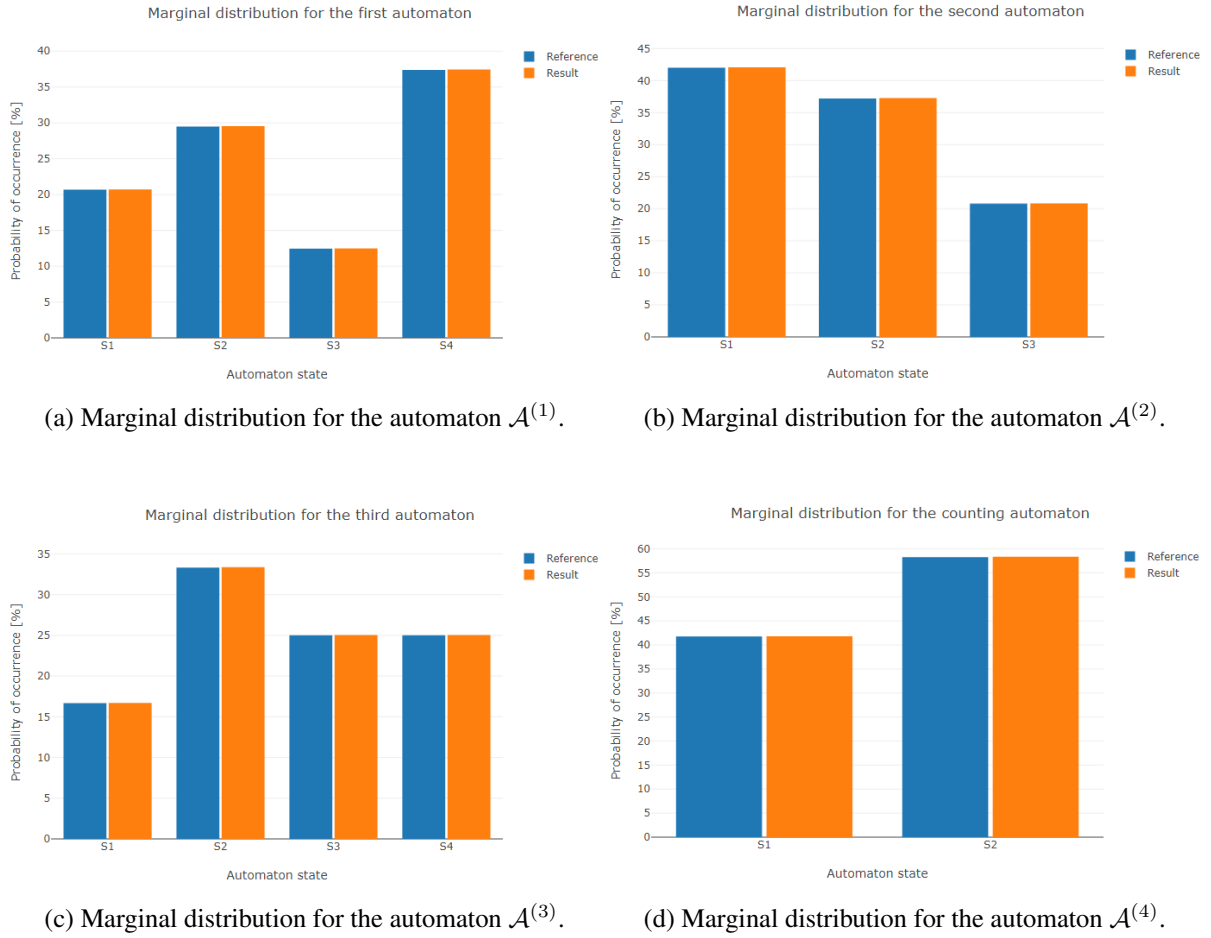 Marginal distribution for the first automaton
Reference
Result
Probability of occurrence [%]
40
35
30
25
20
15
10
5
0
S1 S2 S3 S4
Automaton state
(a) Marginal distribution for the automaton 𝒜⁽¹⁾.
Marginal distribution for the second automaton
Reference
Result
Probability of occurrence [%]
45
40
35
30
25
20
15
10
5
0
S1 S2 S3
Automaton state
(b) Marginal distribution for the automaton 𝒜⁽²⁾.
Marginal distribution for the third automaton
Reference
Result
Probability of occurrence [%]
35
30
25
20
15
10
5
0
S1 S2 S3 S4
Automaton state
(c) Marginal distribution for the automaton 𝒜⁽³⁾.
Marginal distribution for the counting automaton
Reference
Result
Probability of occurrence [%]
60
55
50
45
40
35
30
25
20
15
10
5
0
S1 S2
Automaton state
(d) Marginal distribution for the automaton 𝒜⁽⁴⁾.